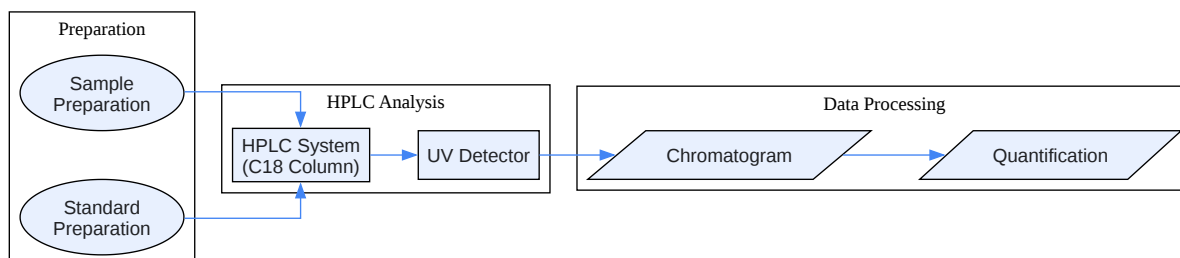 Preparation
Sample
Preparation
Standard
Preparation
HPLC Analysis
HPLC System
(C18 Column)
UV Detector
Data Processing
Chromatogram
Quantification